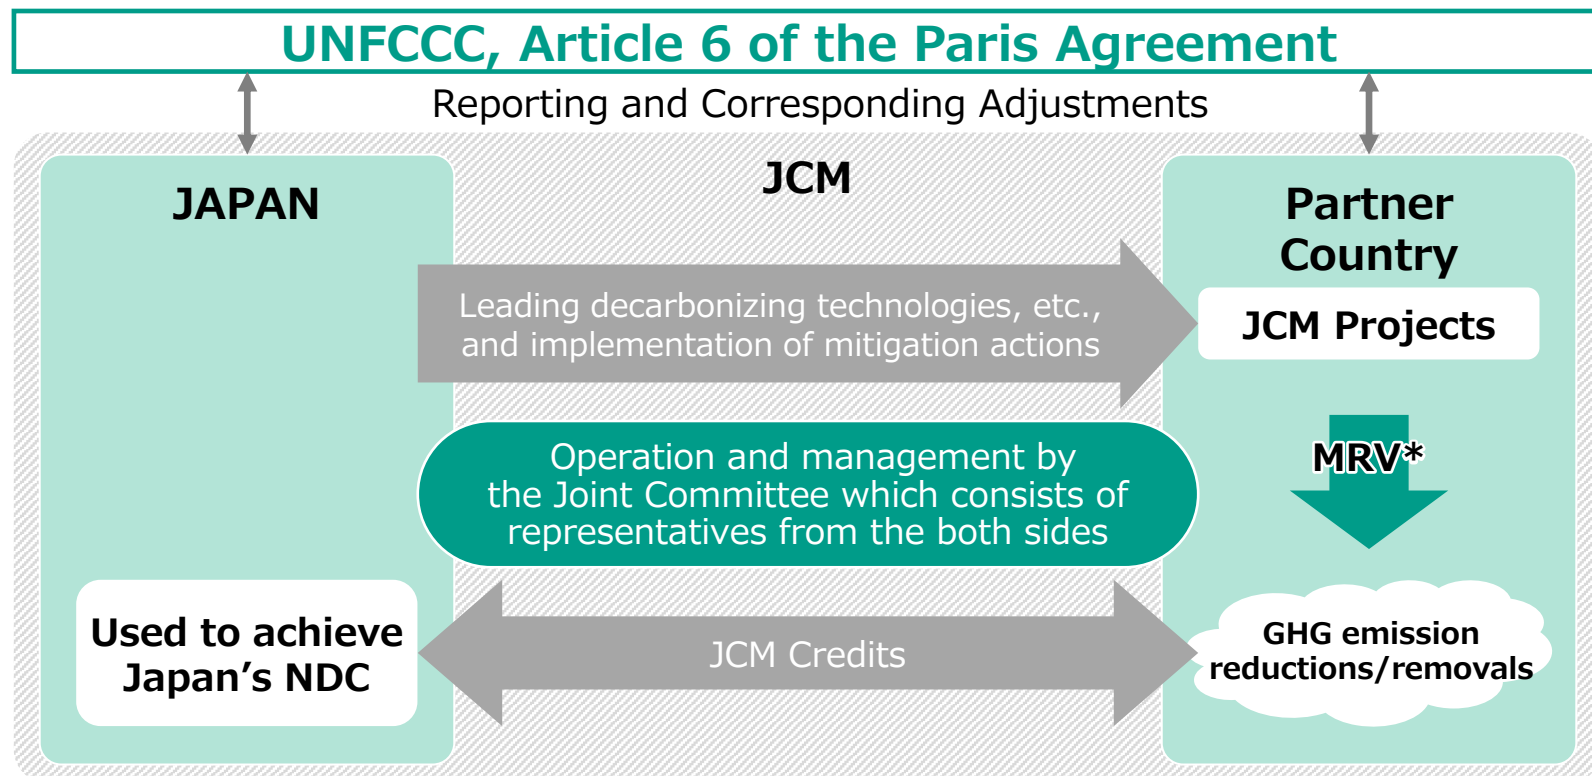 UNFCCC, Article 6 of the Paris Agreement
Reporting and Corresponding Adjustments
JCM
JAPAN
Partner
Country
Leading decarbonizing technologies, etc.,
and implementation of mitigation actions
JCM Projects
Operation and management by
the Joint Committee which consists of
representatives from the both sides
MRV*
Used to achieve
Japan’s NDC
JCM Credits
GHG emission
reductions/removals